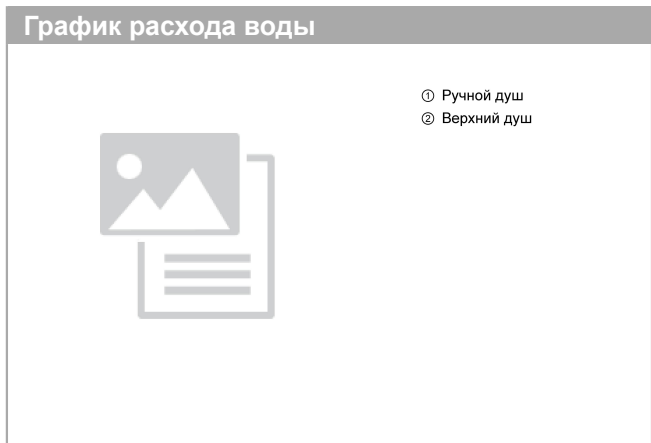 График расхода воды
① Ручной душ
② Верхний душ